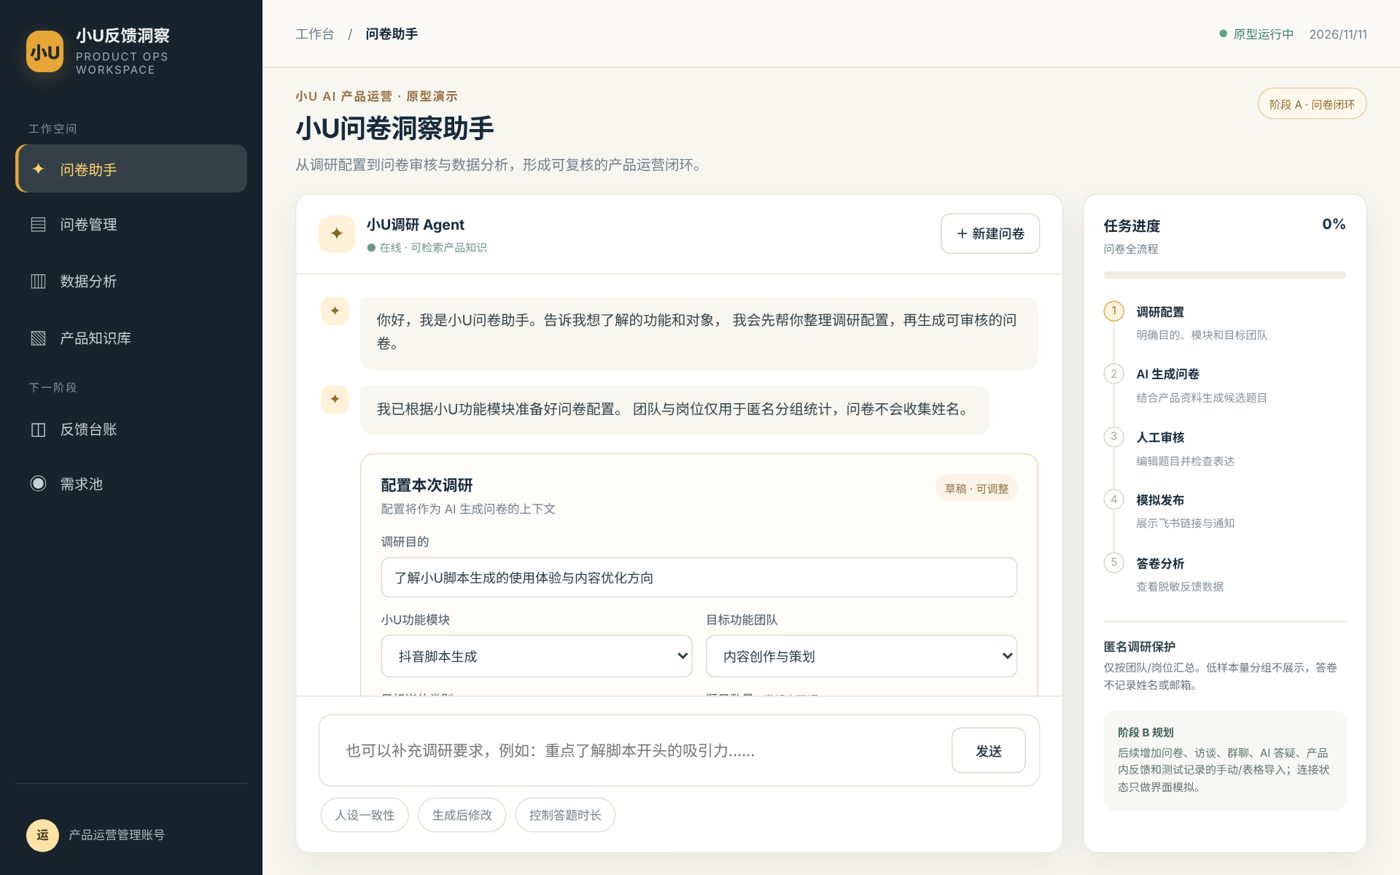 小U
小U反馈洞察
PRODUCT OPS
WORKSPACE
工作空间
问卷助手
问卷管理
数据分析
产品知识库
下一阶段
反馈台账
需求池
运
产品运营管理账号
工作台 / 问卷助手
原型运行中
2026/11/11
小U AI 产品运营 · 原型演示
小U问卷洞察助手
从调研配置到问卷审核与数据分析，形成可复核的产品运营闭环。
阶段 A · 问卷闭环
小U调研 Agent
在线 · 可检索产品知识
+ 新建问卷
你好，我是小U问卷助手。告诉我想了解的功能和对象， 我会先帮你整理调研配置，再生成可审核的问
卷。
我已根据小U功能模块准备好问卷配置。 团队与岗位仅用于匿名分组统计，问卷不会收集姓名。
配置本次调研
配置将作为 AI 生成问卷的上下文
草稿 · 可调整
调研目的
了解小U脚本生成的使用体验与内容优化方向
小U功能模块
目标功能团队
抖音脚本生成
内容创作与策划
也可以补充调研要求，例如：重点了解脚本开头的吸引力……
发送
人设一致性
生成后修改
控制答题时长
任务进度
0%
问卷全流程
1
调研配置
明确目的、模块和目标团队
2
AI 生成问卷
结合产品资料生成候选题目
3
人工审核
编辑题目并检查表达
4
模拟发布
展示飞书链接与通知
5
答卷分析
查看脱敏反馈数据
匿名调研保护
仅按团队/岗位汇总。低样本量分组不展示，答卷
不记录姓名或邮箱。
阶段 B 规划
后续增加问卷、访谈、群聊、AI 答疑、产品
内反馈和测试记录的手动/表格导入；连接状
态只做界面模拟。